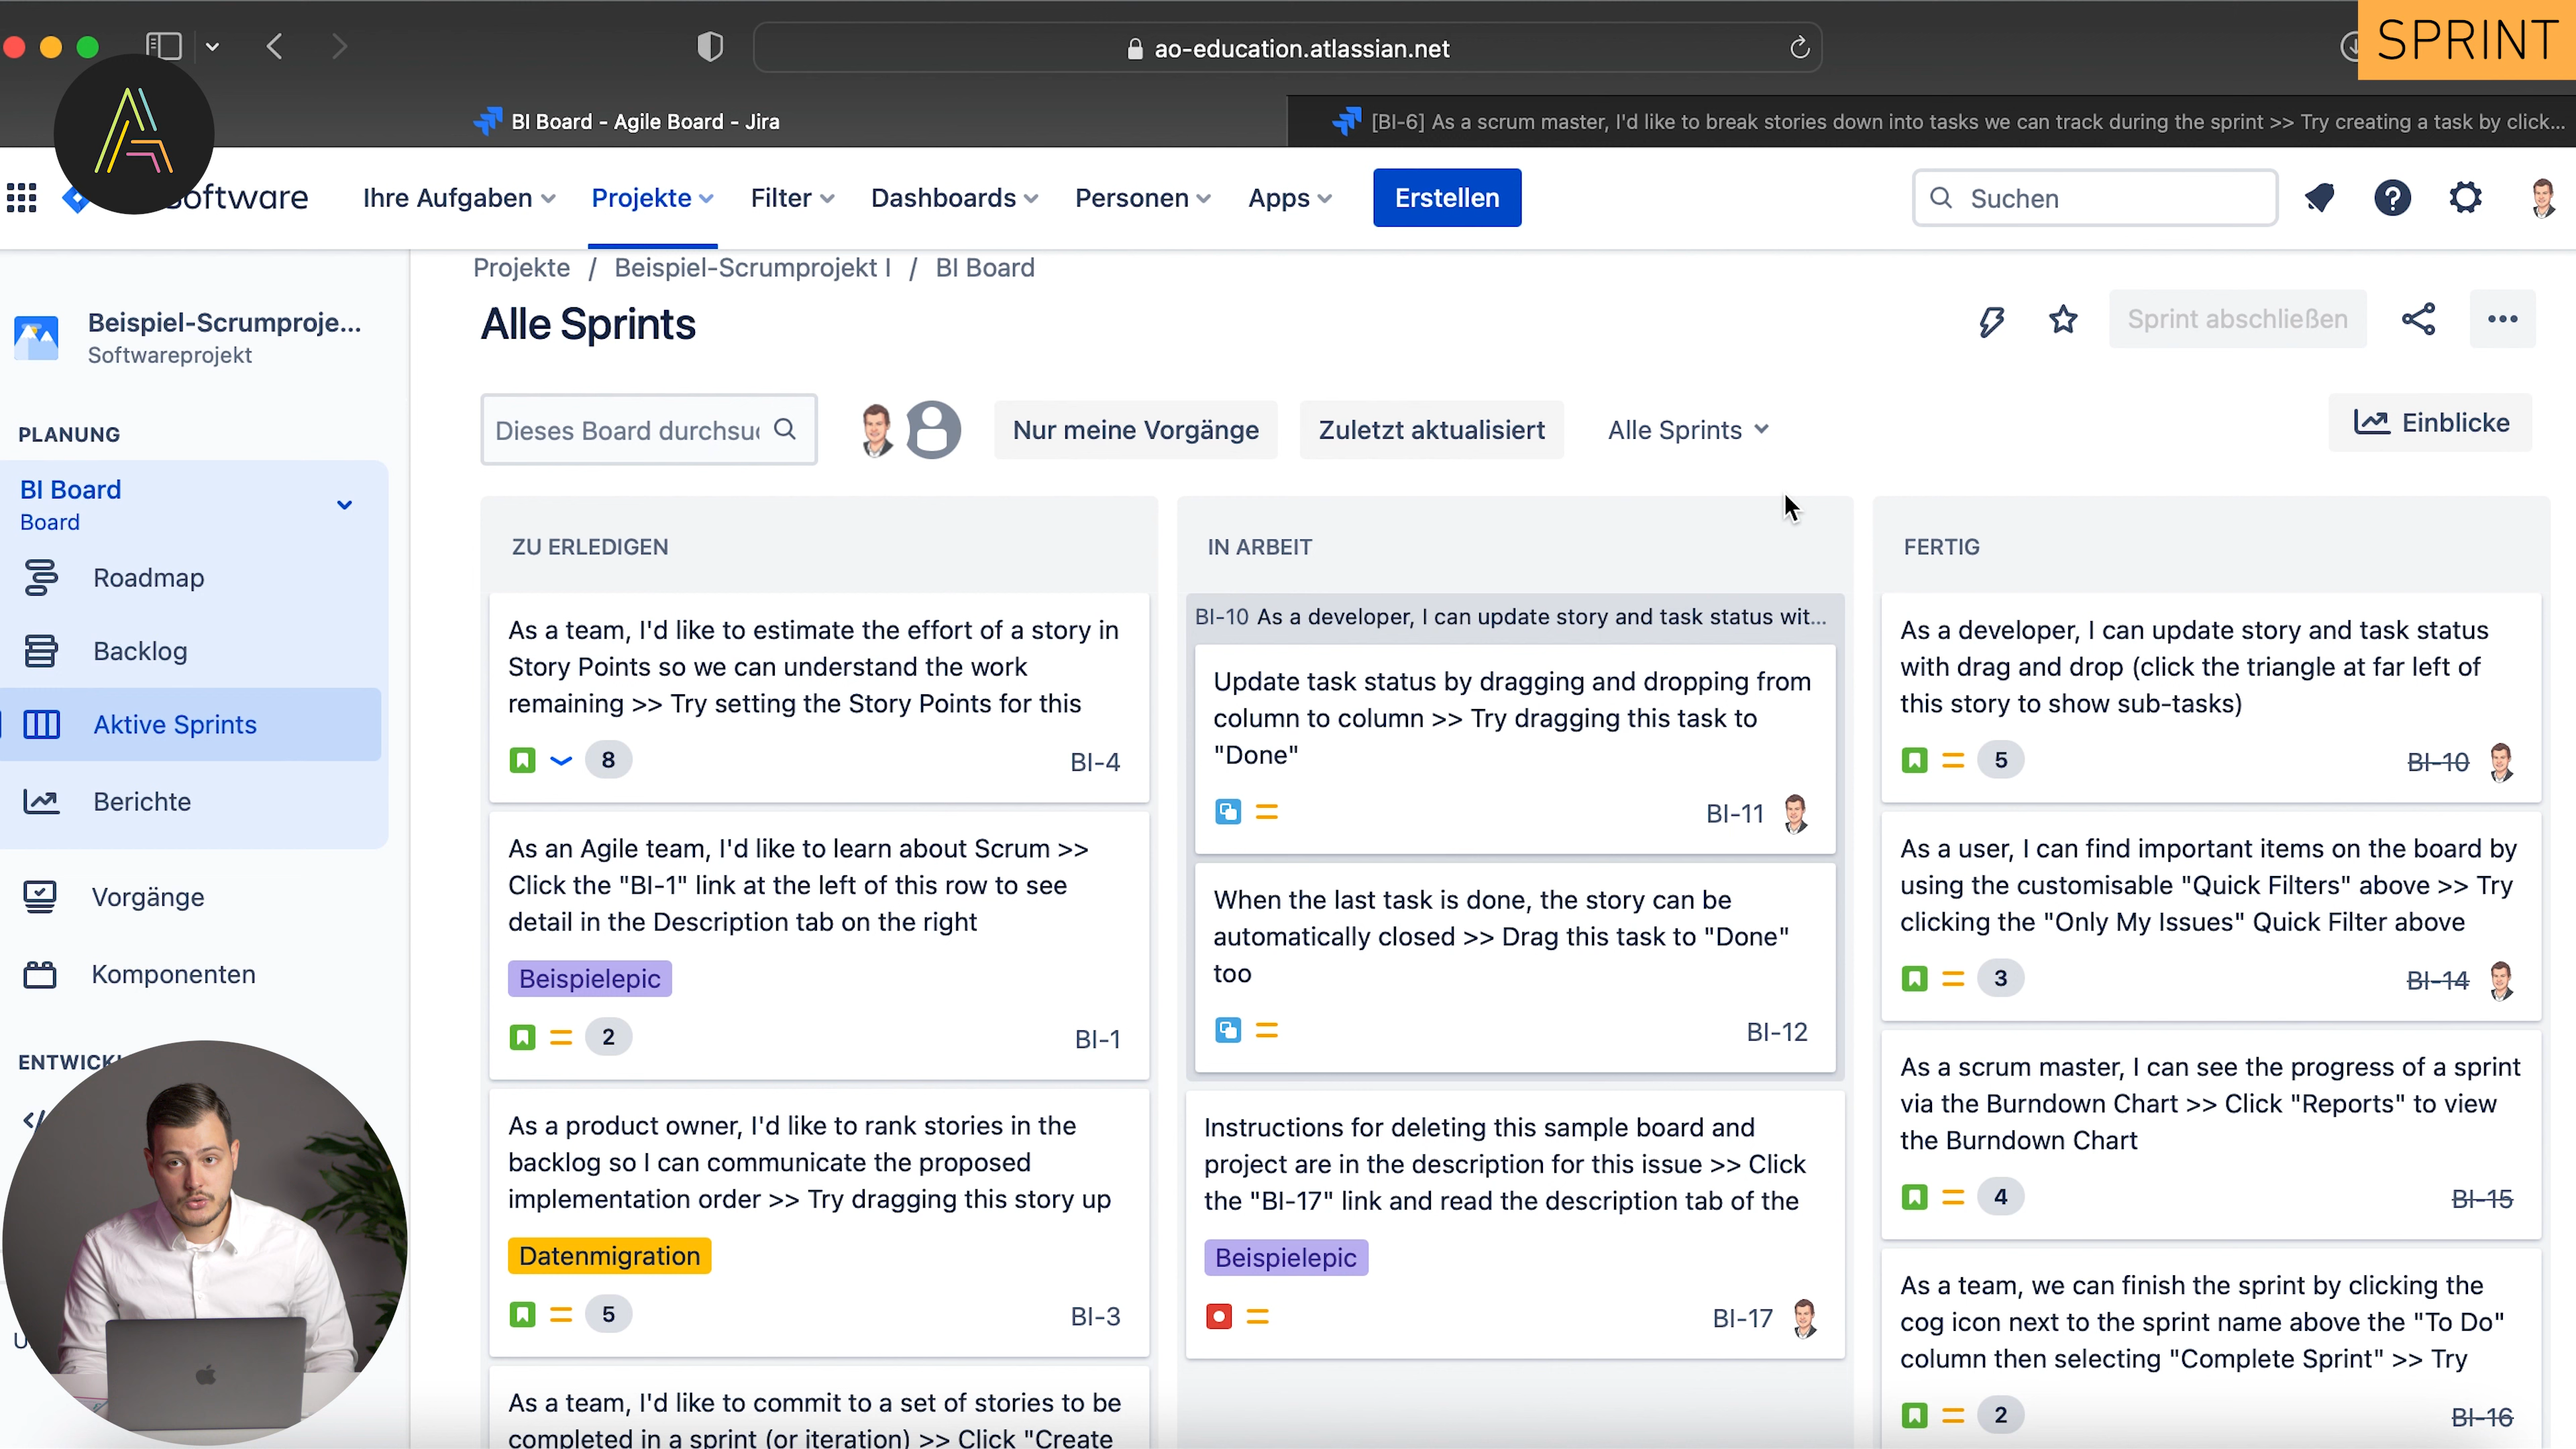 SPRINT
ao-education.atlassian.net
BI Board - Agile Board - Jira
[BI-6] As a scrum master, I'd like to break stories down into tasks we can track during the sprint >> Try creating a task by click...
Software
Ihre Aufgaben
Projekte
Filter
Dashboards
Personen
Apps
Erstellen
Suchen
Projekte / Beispiel-Scrumprojekt I / BI Board
Beispiel-Scrumproje...
Softwareprojekt
Alle Sprints
Sprint abschließen
Dieses Board durchsu
Nur meine Vorgänge
Zuletzt aktualisiert
Alle Sprints
Einblicke
PLANUNG
BI Board
Board
Roadmap
Backlog
Aktive Sprints
Berichte
Vorgänge
Komponenten
ENTWICK
ZU ERLEDIGEN
As a team, I'd like to estimate the effort of a story in
Story Points so we can understand the work
remaining >> Try setting the Story Points for this
8 BI-4
As an Agile team, I'd like to learn about Scrum >>
Click the "BI-1" link at the left of this row to see
detail in the Description tab on the right
Beispielepic
2 BI-1
As a product owner, I'd like to rank stories in the
backlog so I can communicate the proposed
implementation order >> Try dragging this story up
Datenmigration
5 BI-3
As a team, I'd like to commit to a set of stories to be
completed in a sprint (or iteration) >> Click "Create
IN ARBEIT
BI-10 As a developer, I can update story and task status wit...
Update task status by dragging and dropping from
column to column >> Try dragging this task to
"Done"
BI-11
When the last task is done, the story can be
automatically closed >> Drag this task to "Done"
too
BI-12
Instructions for deleting this sample board and
project are in the description for this issue >> Click
the "BI-17" link and read the description tab of the
Beispielepic
BI-17
FERTIG
As a developer, I can update story and task status
with drag and drop (click the triangle at far left of
this story to show sub-tasks)
5 BI-10
As a user, I can find important items on the board by
using the customisable "Quick Filters" above >> Try
clicking the "Only My Issues" Quick Filter above
3 BI-14
As a scrum master, I can see the progress of a sprint
via the Burndown Chart >> Click "Reports" to view
the Burndown Chart
4 BI-15
As a team, we can finish the sprint by clicking the
cog icon next to the sprint name above the "To Do"
column then selecting "Complete Sprint" >> Try
2 BI-16